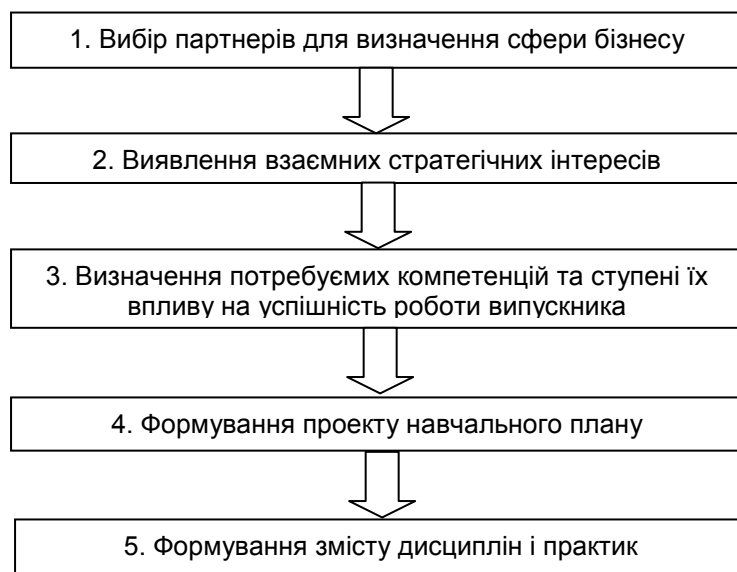 1. Вибір партнерів для визначення сфери бізнесу
2. Виявлення взаємних стратегічних інтересів
3. Визначення потребуємих компетенцій та ступені їх
впливу на успішність роботи випускника
4. Формування проекту навчального плану
5. Формування змісту дисциплін і практик